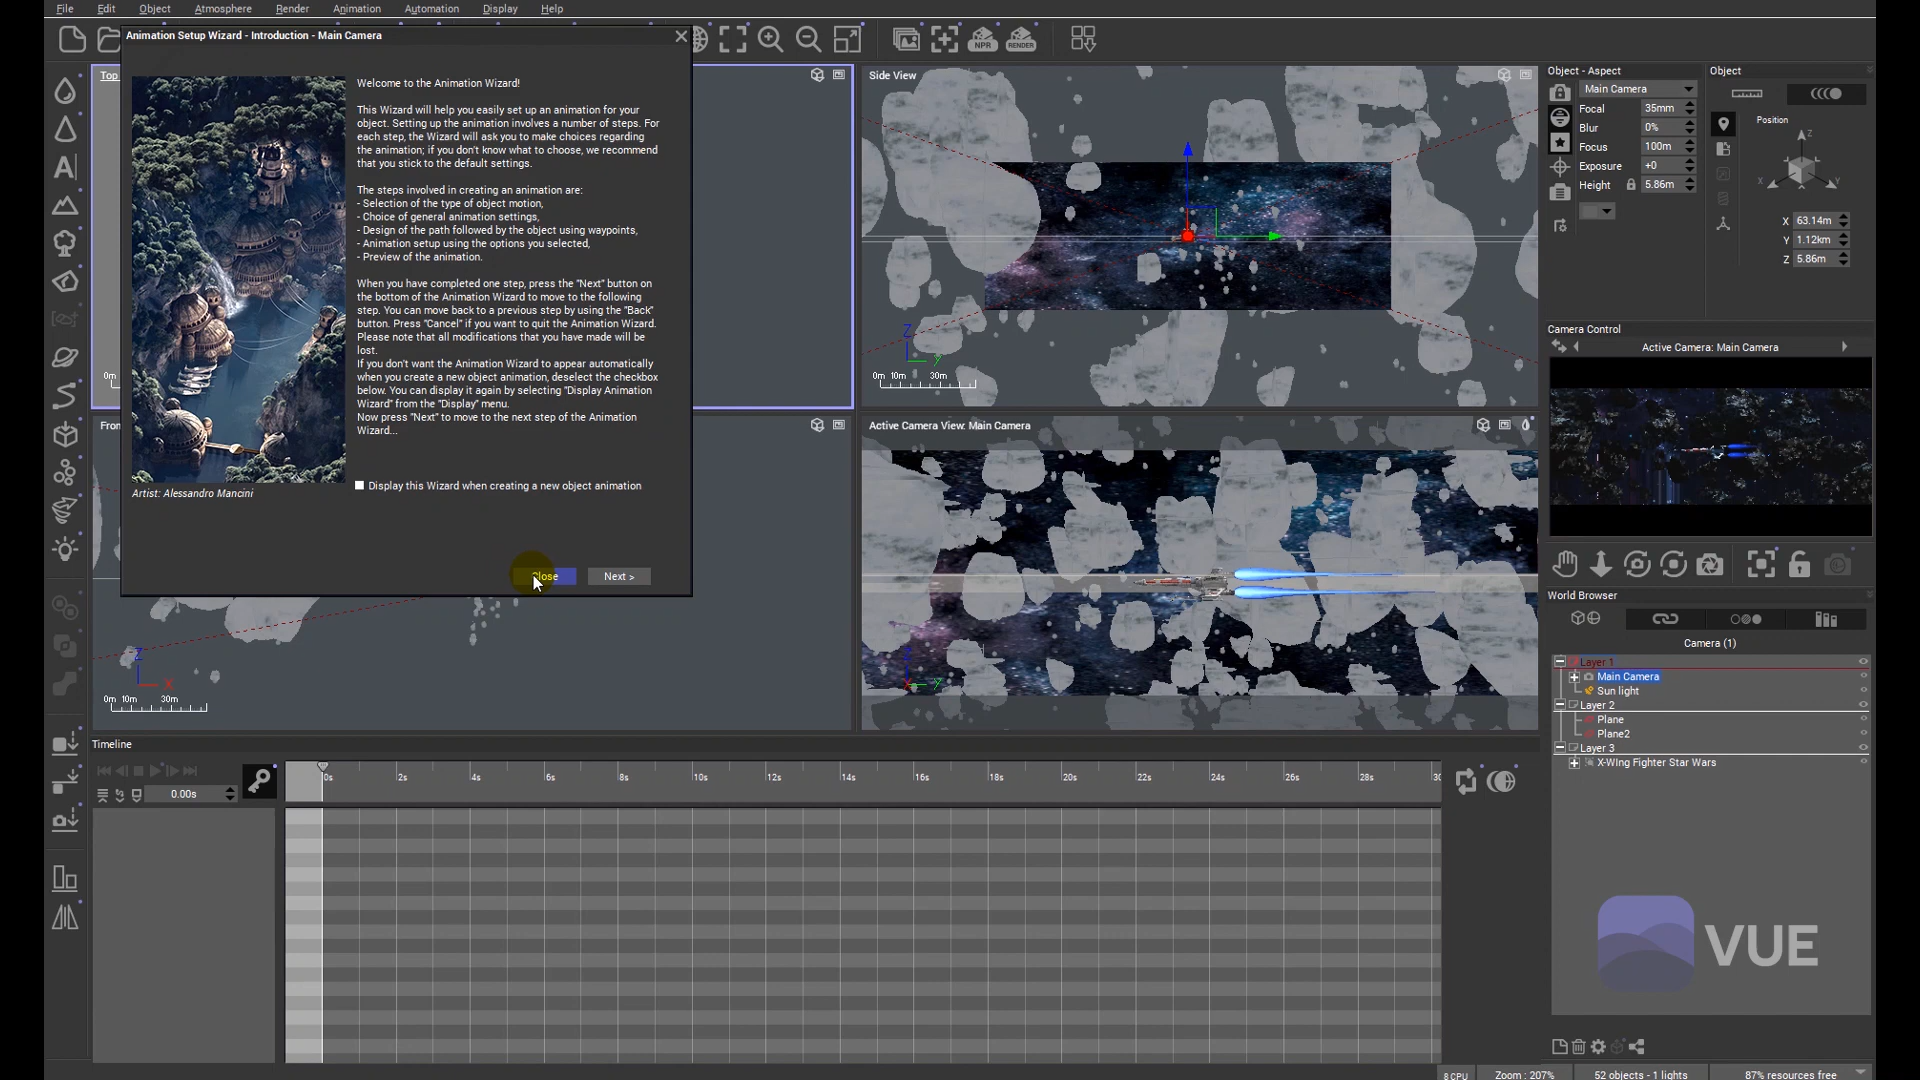 File Edit Object Atmosphere Render Animation Automation Display Help
Animation Setup Wizard - Introduction - Main Camera
Welcome to the Animation Wizard!
This Wizard will help you easily set up an animation for your
object. Setting up the animation involves a number of steps. For
each step, the Wizard will ask you to make choices regarding
the animation; if you don't know what to choose, we recommend
that you stick to the default settings.
The steps involved in creating an animation are:
- Selection of the type of object motion,
- Choice of general animation settings,
- Design of the path followed by the object using waypoints,
- Animation setup using the options you selected,
- Preview of the animation.
When you have completed one step, press the "Next" button on
the bottom of the Animation Wizard to move to the following
step. You can move back to a previous step by using the "Back"
button. Press "Cancel" if you want to quit the Animation Wizard.
Please note that all modifications that you have made will be
lost.
If you don't want the Animation Wizard to appear automatically
when you create a new object animation, deselect the checkbox
below. You can display it again by selecting "Display Animation
Wizard" from the "Display" menu.
Now press "Next" to move to the next step of the Animation
Wizard...
Artist: Alessandro Mancini
Display this Wizard when creating a new object animation
Close Next >
Top
0m
Fron
Z X
0m 10m 30m
NPR RENDER
Side View
Z Y
0m 10m 30m
Active Camera View: Main Camera
Z Y
Object - Aspect
Main Camera
Focal 35mm
Blur 0%
Focus 100m
Exposure +0
Height 5.86m
Object
Position
Z
X Y
X 63.14m
Y 1.12km
Z 5.86m
Camera Control
Active Camera: Main Camera
World Browser
Camera (1)
Layer 1
Main Camera
Sun light
Layer 2
Plane
Plane2
Layer 3
X-WIng Fighter Star Wars
VUE
Timeline
0.00s
0s 2s 4s 6s 8s 10s 12s 14s 16s 18s 20s 22s 24s 26s 28s 30
8 CPU Zoom : 207% 52 objects - 1 lights 87% resources free